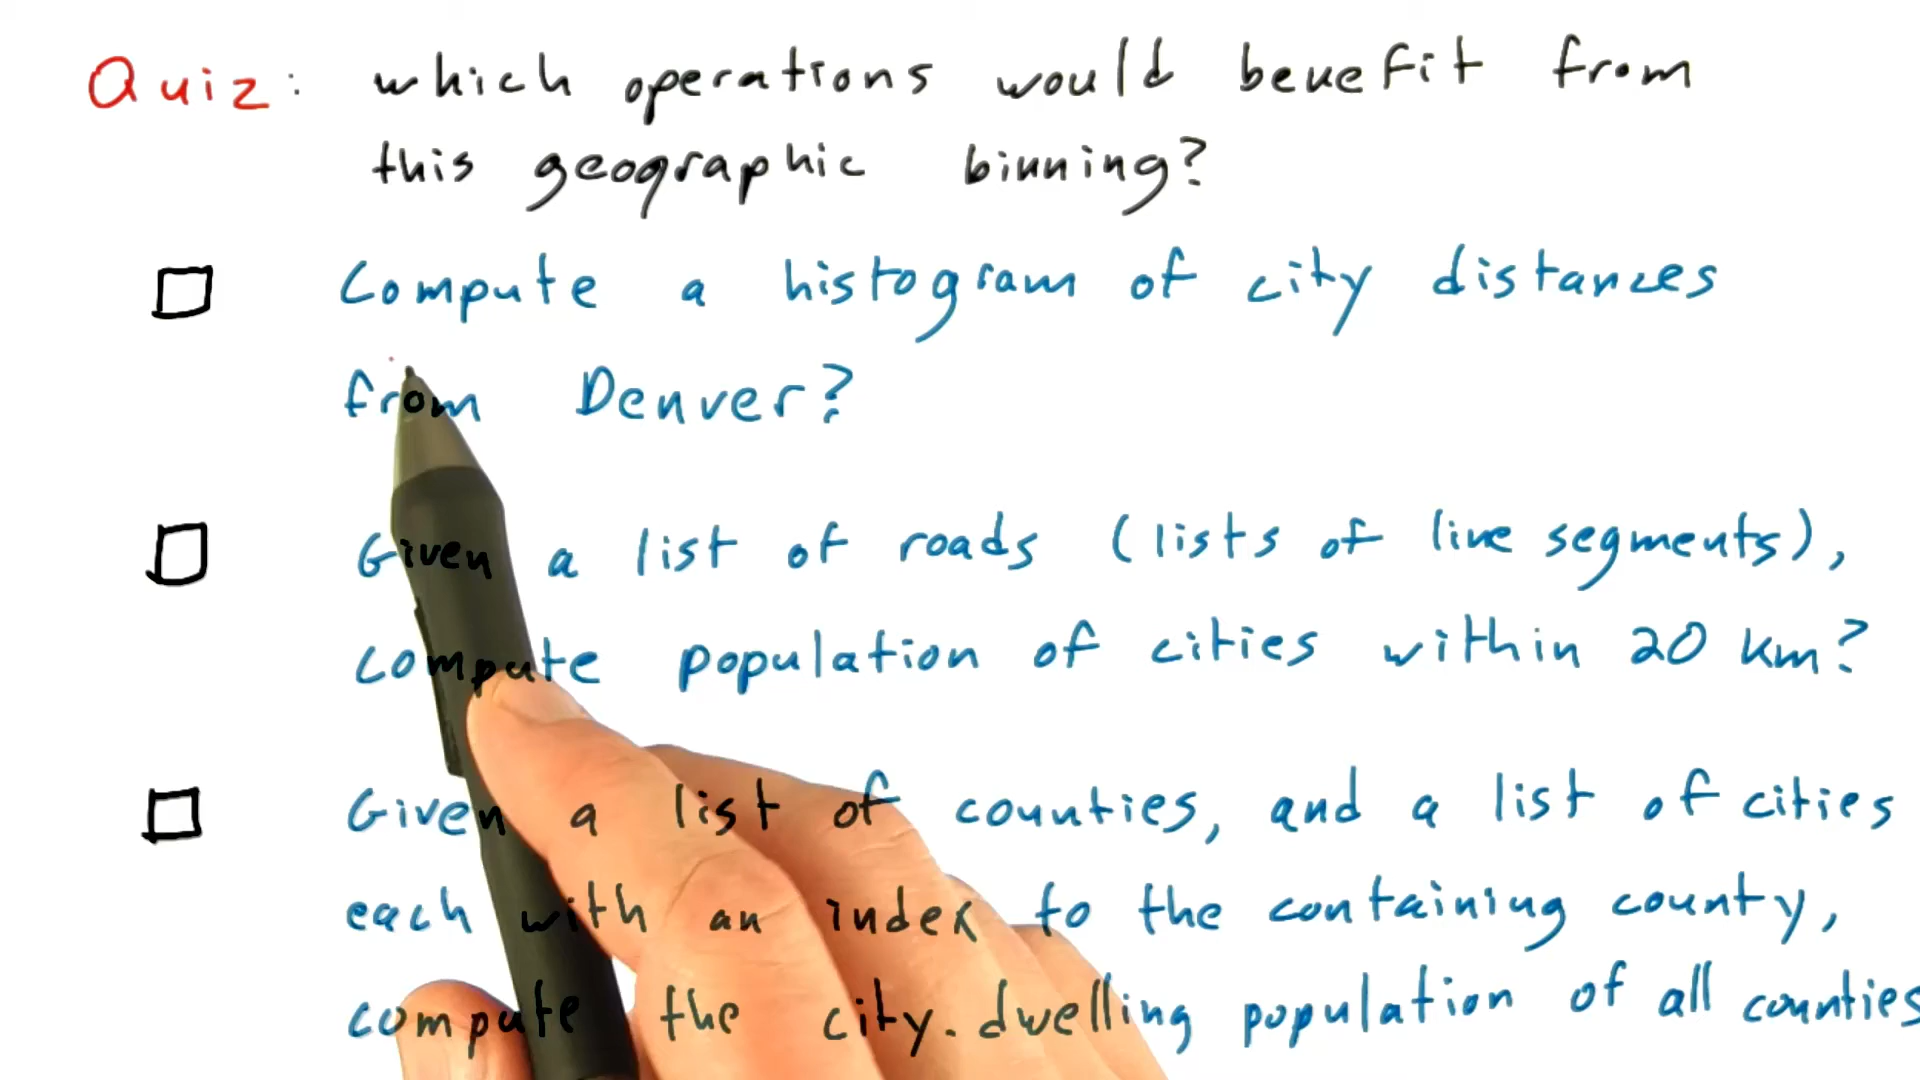 Quiz: which operations would benefit from
this geographic binning?
Compute a histogram of city distances
from Denver?
Given a list of roads (lists of line segments),
compute population of cities within 20 km?
Given a list of counties, and a list of cities
each with an index to the containing county,
compute the city-dwelling population of all counties